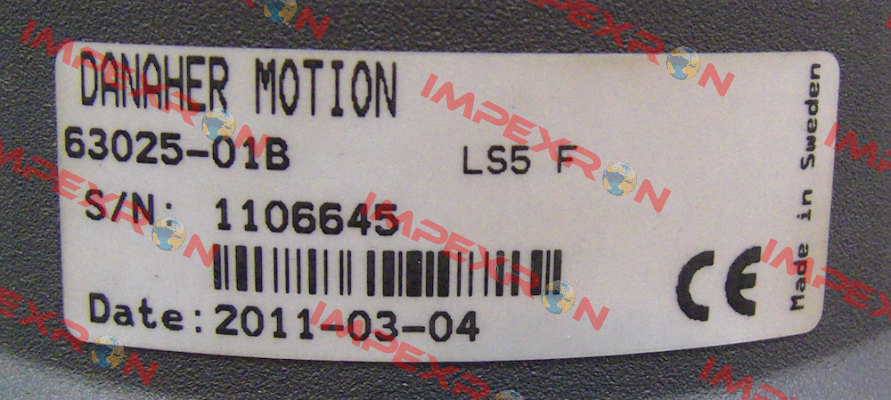 DANAHER MOTION
63025-01B LS5 F
S/N: 1106645
Date: 2011-03-04
CE
Made in Sweden
IMPEXRON